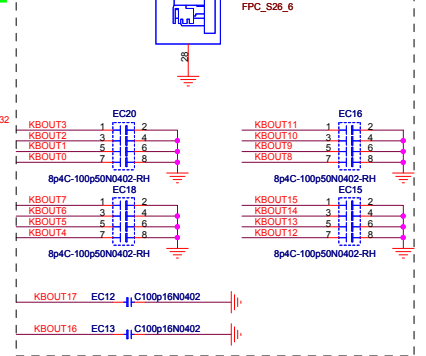 FPC_S26_6
28
32
EC20
EC16
KBOUT3 1 2
KBOUT2 3 4
KBOUT1 5 6
KBOUT0 7 8
KBOUT11 1 2
KBOUT10 3 4
KBOUT9 5 6
KBOUT8 7 8
8p4C-100p50N0402-RH
8p4C-100p50N0402-RH
EC18
EC15
KBOUT7 1 2
KBOUT6 3 4
KBOUT5 5 6
KBOUT4 7 8
KBOUT15 1 2
KBOUT14 3 4
KBOUT13 5 6
KBOUT12 7 8
8p4C-100p50N0402-RH
8p4C-100p50N0402-RH
KBOUT17 EC12 C100p16N0402
KBOUT16 EC13 C100p16N0402